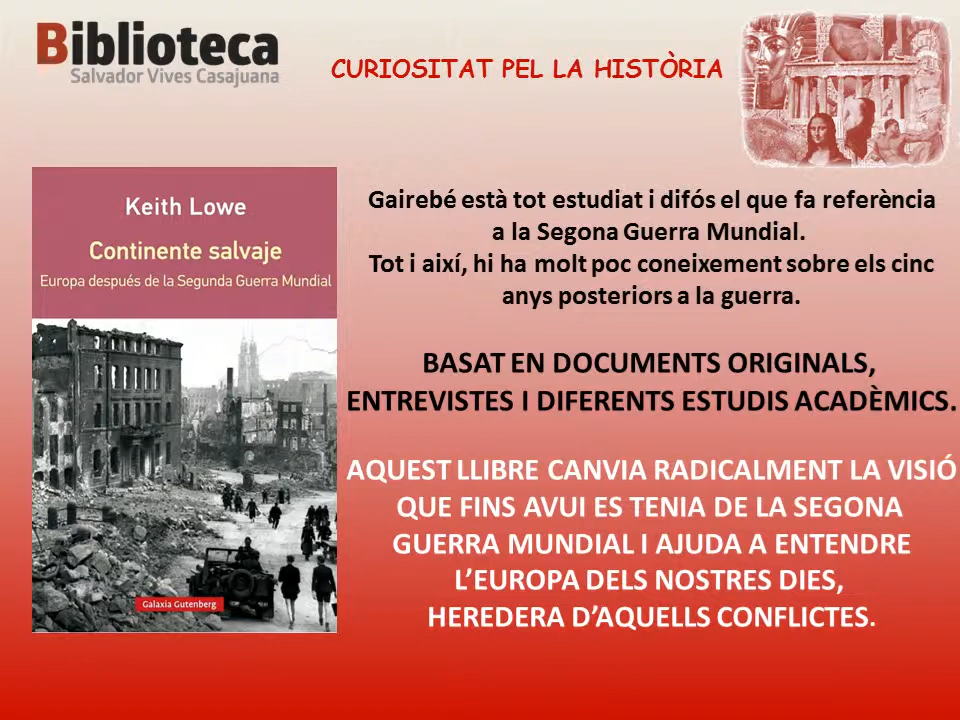 Biblioteca
Salvador Vives Casajuana
CURIOSITAT PEL LA HISTÒRIA
Keith Lowe
Continente salvaje
Europa después de la Segunda Guerra Mundial
Galaxia Gutenberg
Gairebé està tot estudiat i difós el que fa referència
a la Segona Guerra Mundial.
Tot i així, hi ha molt poc coneixement sobre els cinc
anys posteriors a la guerra.
BASAT EN DOCUMENTS ORIGINALS,
ENTREVISTES I DIFERENTS ESTUDIS ACADÈMICS.
AQUEST LLIBRE CANVIA RADICALMENT LA VISIÓ
QUE FINS AVUI ES TENIA DE LA SEGONA
GUERRA MUNDIAL I AJUDA A ENTENDRE
L’EUROPA DELS NOSTRES DIES,
HEREDERA D’AQUELLS CONFLICTES.